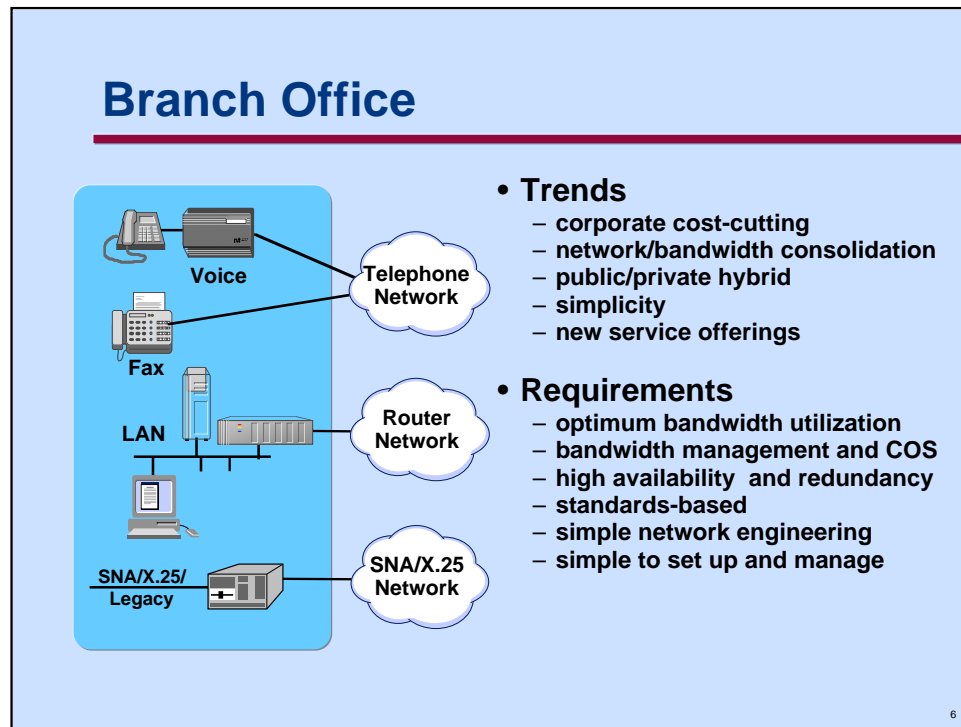 Branch Office
Voice
Fax
LAN
SNA/X.25/
Legacy
Telephone
Network
Router
Network
SNA/X.25
Network
• Trends
– corporate cost-cutting
– network/bandwidth consolidation
– public/private hybrid
– simplicity
– new service offerings
• Requirements
– optimum bandwidth utilization
– bandwidth management and COS
– high availability  and redundancy
– standards-based
– simple network engineering
– simple to set up and manage
6